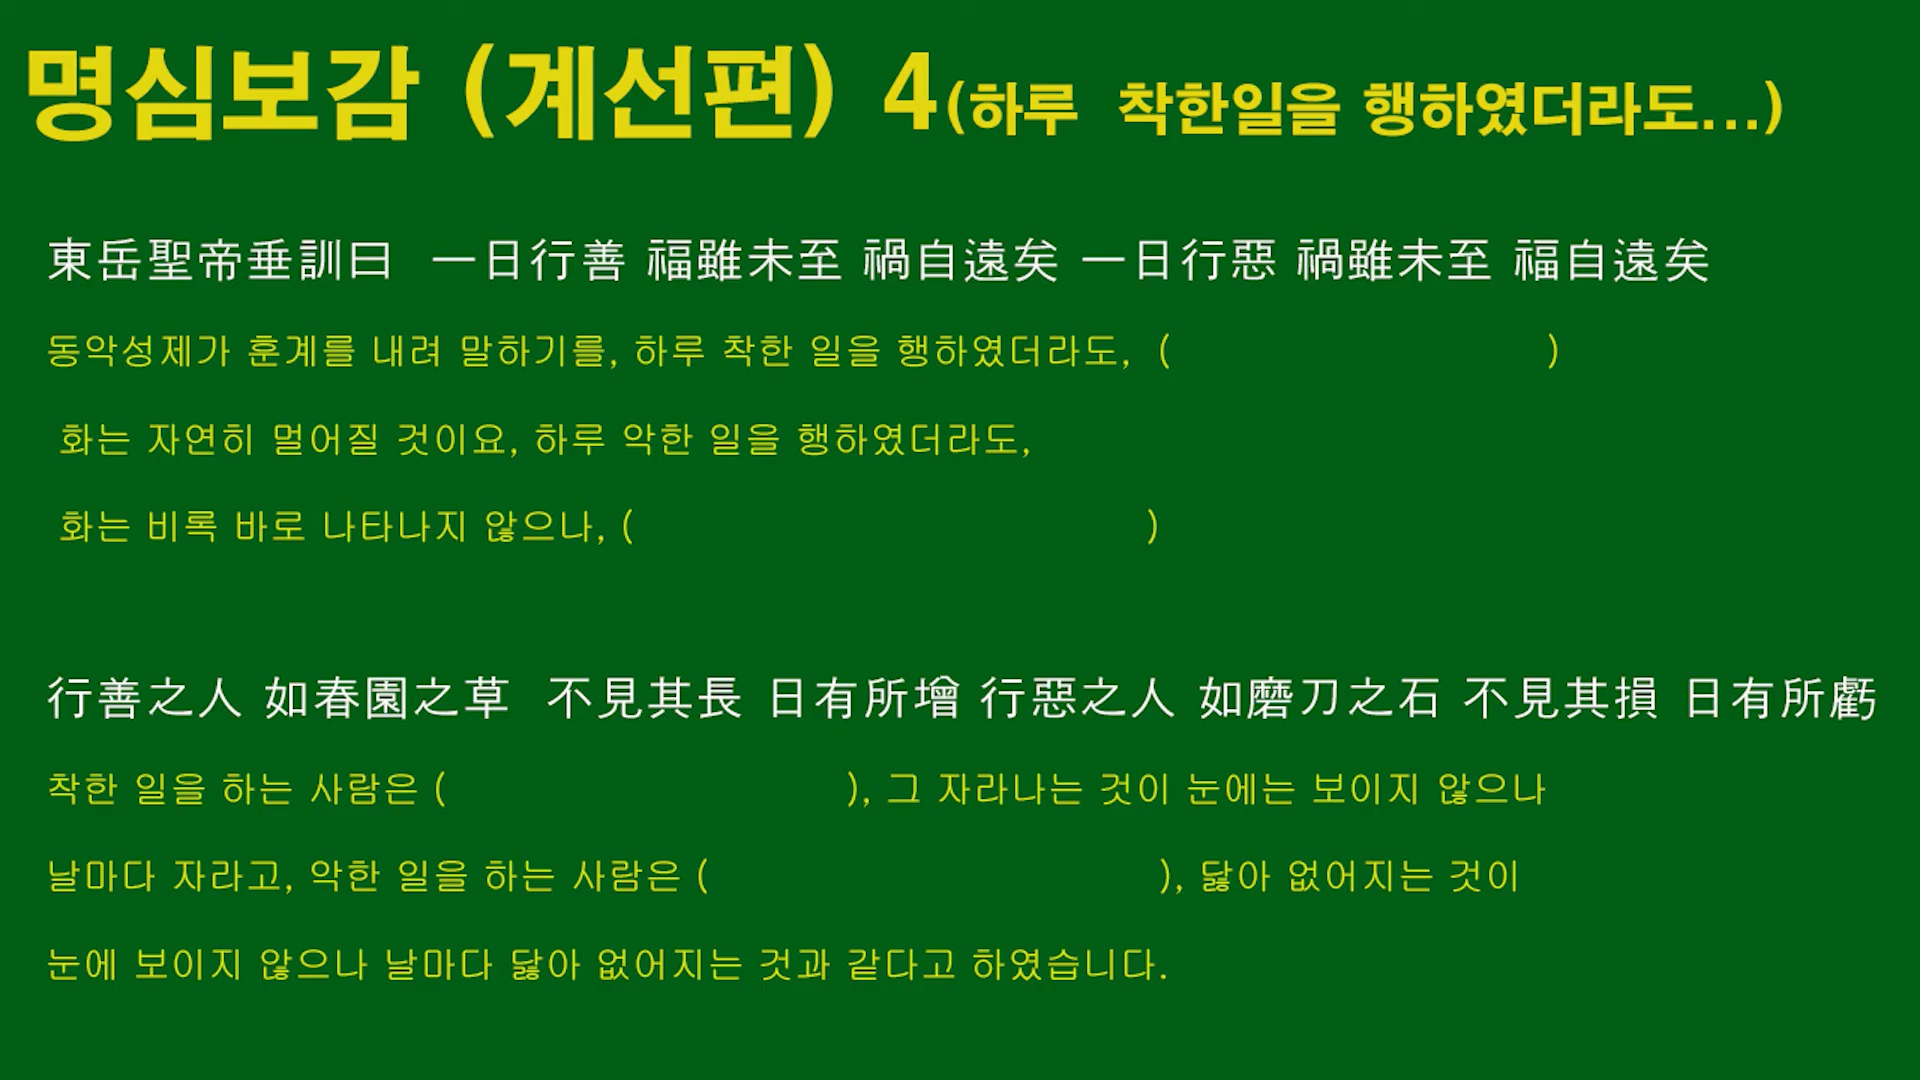 명심보감 (계선편) 4(하루 착한일을 행하였더라도...)
東岳聖帝垂訓曰 一日行善 福雖未至 禍自遠矣 一日行惡 禍雖未至 福自遠矣
동악성제가 훈계를 내려 말하기를, 하루 착한 일을 행하였더라도, ( )
화는 자연히 멀어질 것이요, 하루 악한 일을 행하였더라도,
화는 비록 바로 나타나지 않으나, ( )
行善之人 如春園之草 不見其長 日有所增 行惡之人 如磨刀之石 不見其損 日有所虧
착한 일을 하는 사람은 ( ), 그 자라나는 것이 눈에는 보이지 않으나
날마다 자라고, 악한 일을 하는 사람은 ( ), 닳아 없어지는 것이
눈에 보이지 않으나 날마다 닳아 없어지는 것과 같다고 하였습니다.